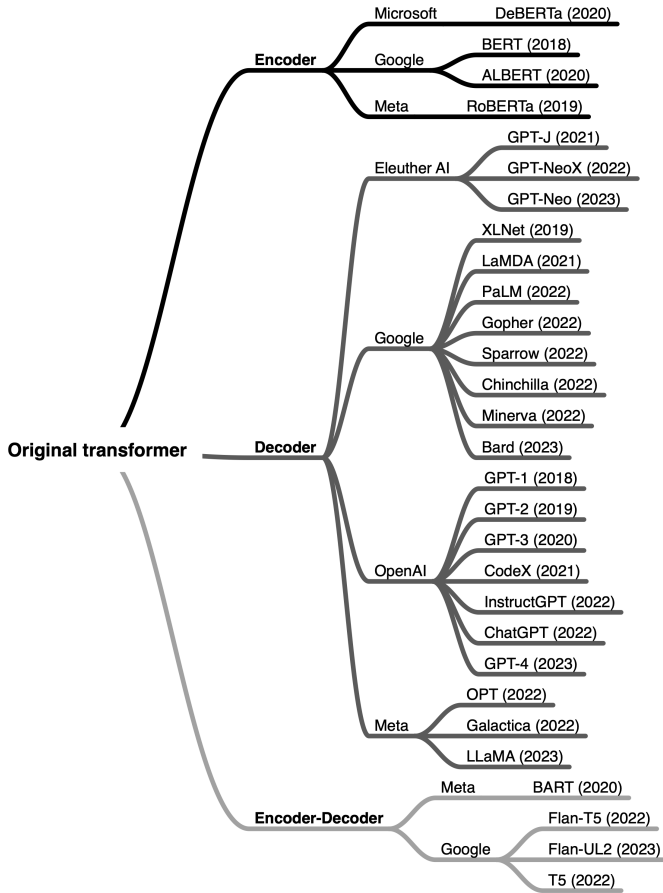 Microsoft DeBERTa (2020)
Encoder Google BERT (2018)
ALBERT (2020)
Meta RoBERTa (2019)
GPT-J (2021)
Eleuther AI GPT-NeoX (2022)
GPT-Neo (2023)
XLNet (2019)
LaMDA (2021)
PaLM (2022)
Google Gopher (2022)
Sparrow (2022)
Chinchilla (2022)
Minerva (2022)
Original transformer Decoder Bard (2023)
GPT-1 (2018)
GPT-2 (2019)
GPT-3 (2020)
OpenAI CodeX (2021)
InstructGPT (2022)
ChatGPT (2022)
GPT-4 (2023)
OPT (2022)
Meta Galactica (2022)
LLaMA (2023)
Meta BART (2020)
Encoder-Decoder Flan-T5 (2022)
Google Flan-UL2 (2023)
T5 (2022)